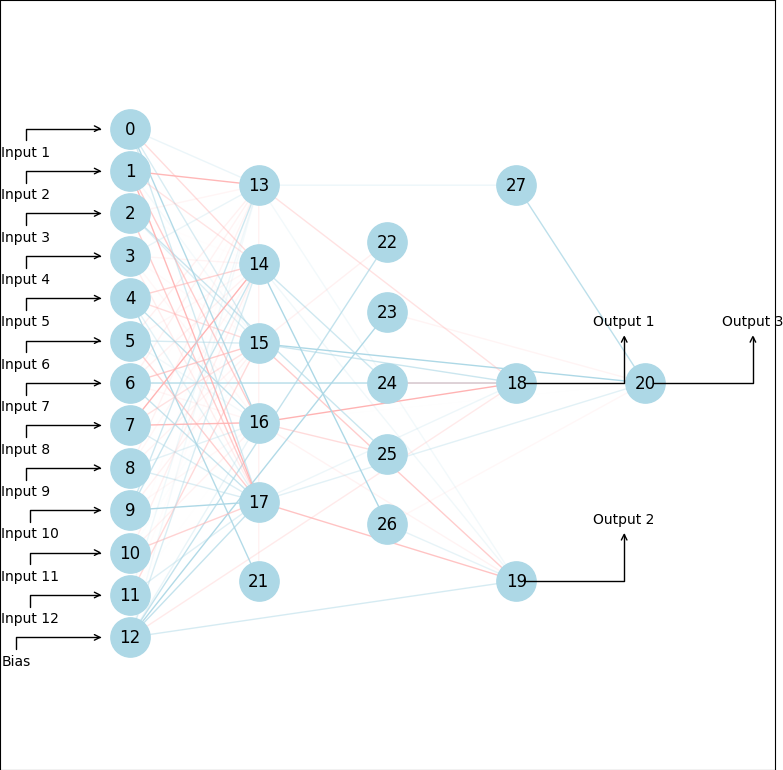 0
Input 1
1
Input 2
2
Input 3
3
Input 4
4
Input 5
5
Input 6
6
Input 7
7
Input 8
8
Input 9
9
Input 10
10
Input 11
11
Input 12
12
Bias
13
14
15
16
17
21
22
23
24
25
26
27
18
19
20
Output 1
Output 2
Output 3